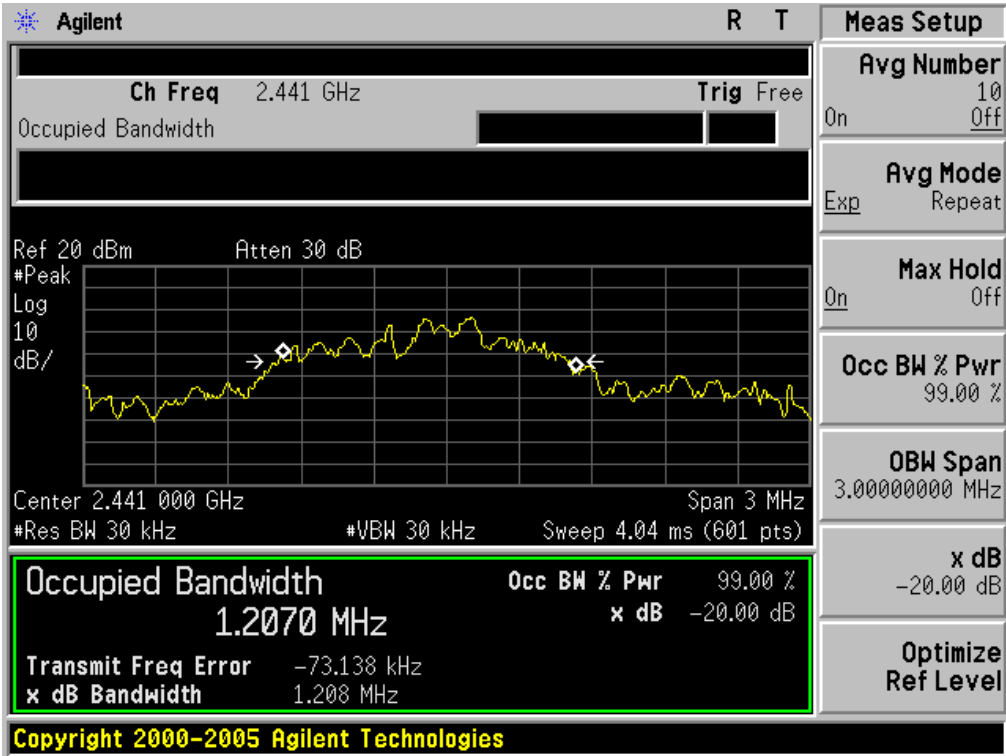 Agilent R T
Ch Freq 2.441 GHz Trig Free
Occupied Bandwidth
Ref 20 dBm Atten 30 dB
#Peak
Log
10
dB/
Center 2.441 000 GHz Span 3 MHz
#Res BW 30 kHz #VBW 30 kHz Sweep 4.04 ms (601 pts)
Occupied Bandwidth Occ BW % Pwr 99.00 %
1.2070 MHz x dB -20.00 dB
Transmit Freq Error -73.138 kHz
x dB Bandwidth 1.208 MHz
Copyright 2000-2005 Agilent Technologies
Meas Setup
Avg Number
10
On Off
Avg Mode
Exp Repeat
Max Hold
On Off
Occ BW % Pwr
99.00 %
OBW Span
3.00000000 MHz
x dB
-20.00 dB
Optimize
Ref Level